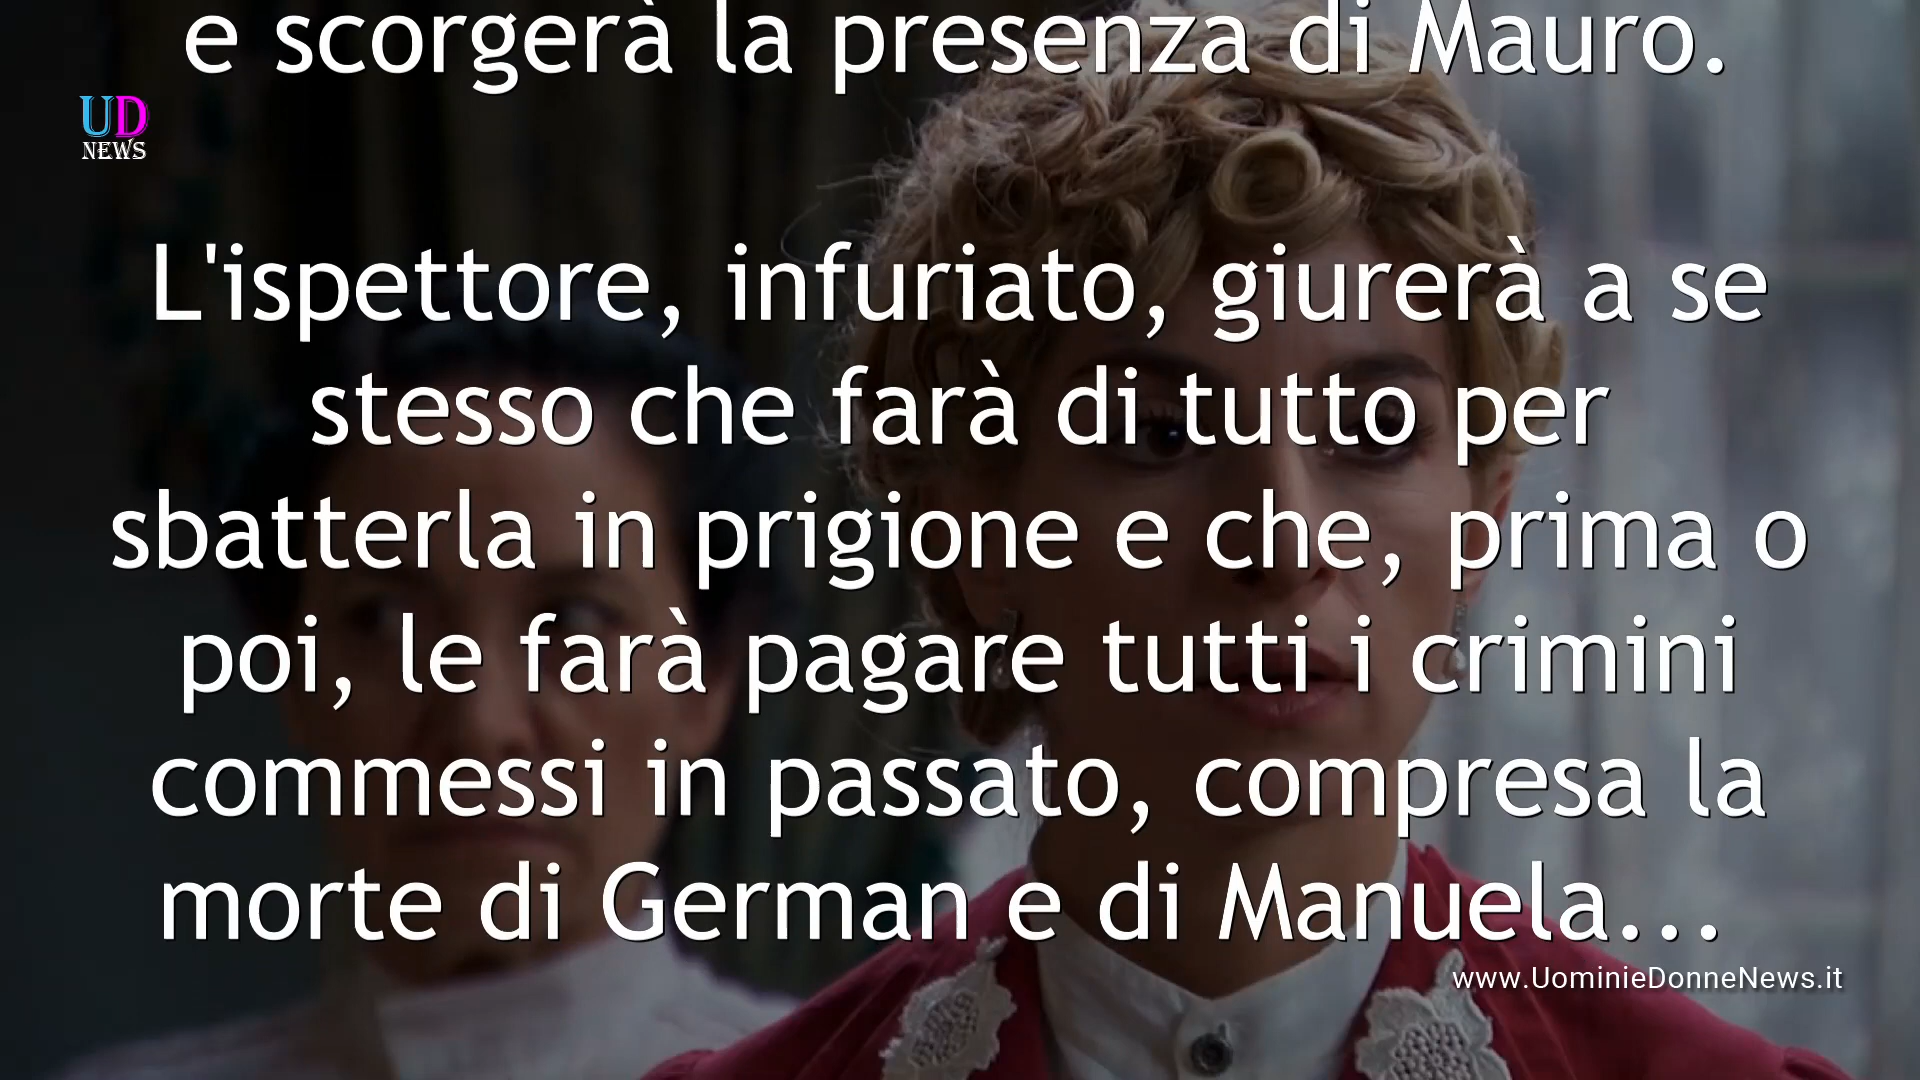 e scorgerà la presenza di Mauro.
UD
NEWS
L'ispettore, infuriato, giurerà a se
stesso che farà di tutto per
sbatterla in prigione e che, prima o
poi, le farà pagare tutti i crimini
commessi in passato, compresa la
morte di German e di Manuela...
www.UominieDonneNews.it